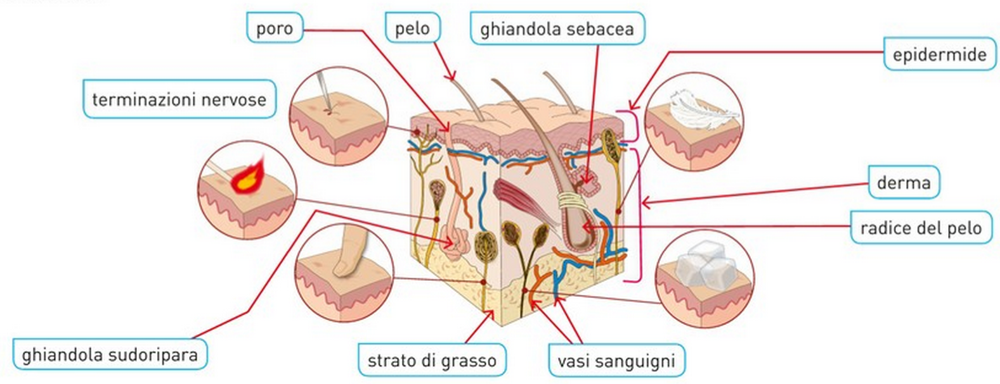 poro
pelo
ghiandola sebacea
epidermide
terminazioni nervose
derma
radice del pelo
ghiandola sudoripara
strato di grasso
vasi sanguigni